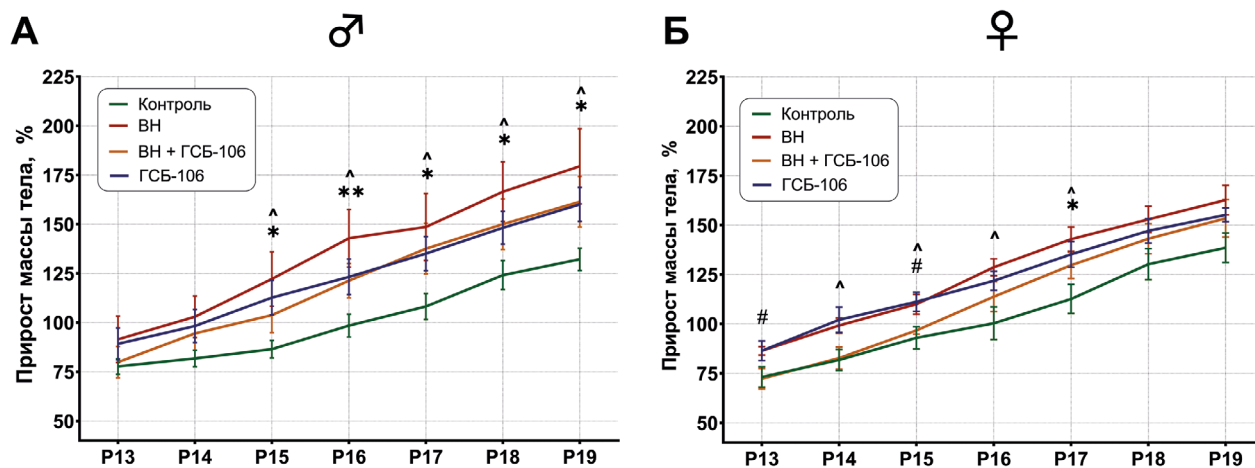 А
♂
Прирост массы тела, %
225
200
175
150
125
100
75
50
Контроль
ВН
ВН + ГСБ-106
ГСБ-106
^
*
^
**
^
*
^
*
^
*
P13 P14 P15 P16 P17 P18 P19
Б
♀
Прирост массы тела, %
225
200
175
150
125
100
75
50
Контроль
ВН
ВН + ГСБ-106
ГСБ-106
#
^
^
#
^
^
*
P13 P14 P15 P16 P17 P18 P19